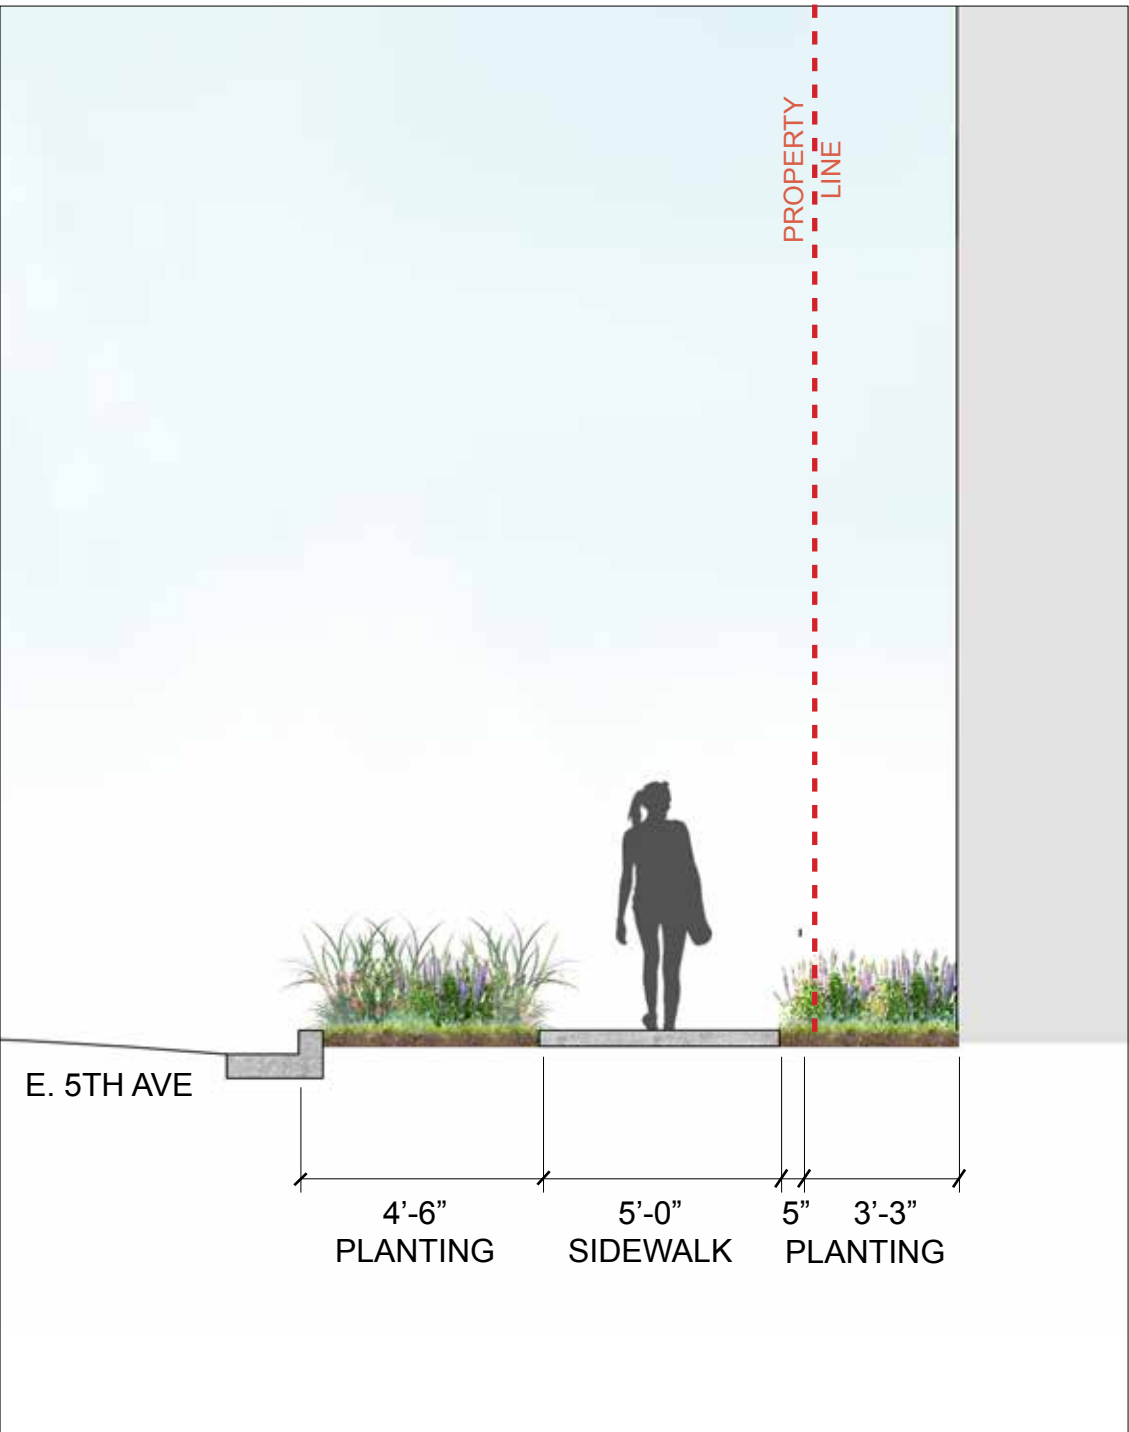 PROPERTY
LINE
E. 5TH AVE
4’-6” 5’-0” 5” 3’-3”
PLANTING SIDEWALK PLANTING